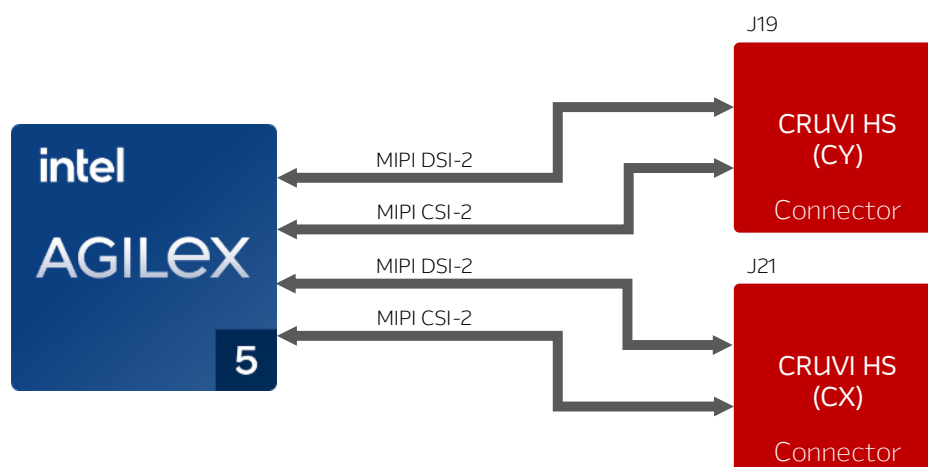 J19
CRUVI HS
(CY)
Connector
intel
AGILEX
5
MIPI DSI-2
MIPI CSI-2
MIPI DSI-2
MIPI CSI-2
J21
CRUVI HS
(CX)
Connector